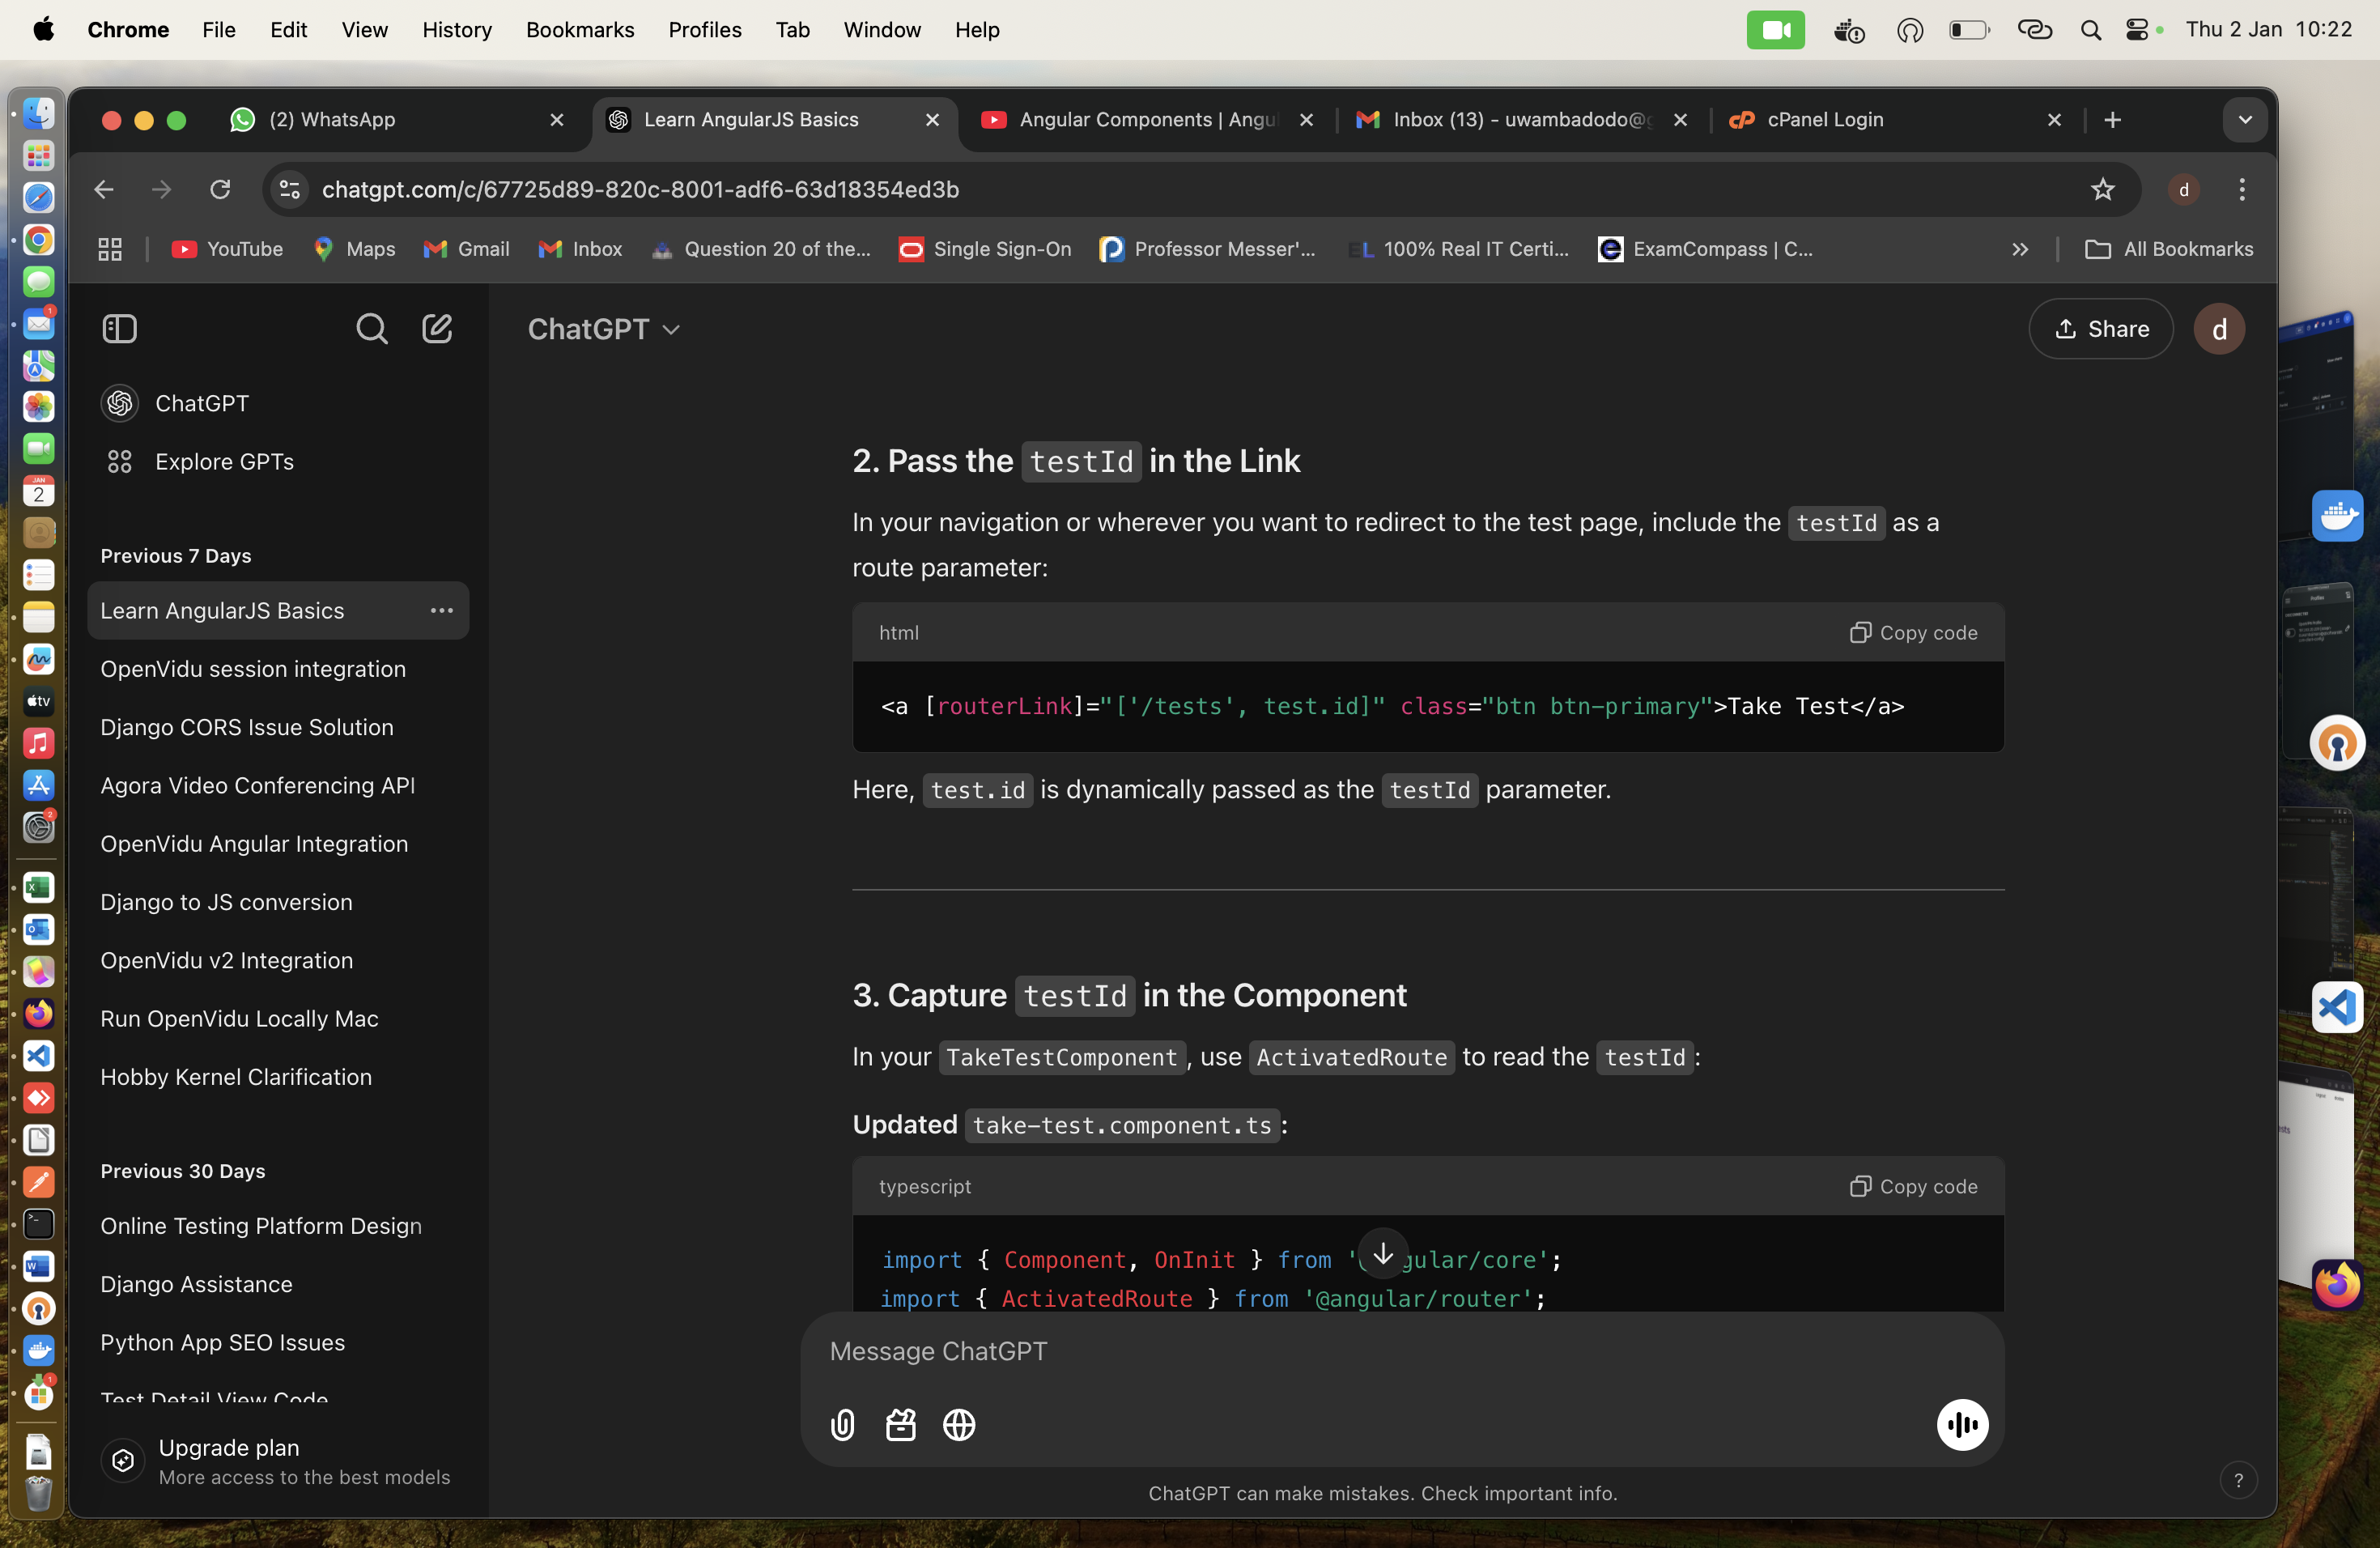 Chrome File Edit View History Bookmarks Profiles Tab Window Help Thu 2 Jan 10:22
(2) WhatsApp Learn AngularJS Basics Angular Components | Angu Inbox (13) - uwambadodo@g cPanel Login
chatgpt.com/c/67725d89-820c-8001-adf6-63d18354ed3b d
YouTube Maps Gmail Inbox Question 20 of the... Single Sign-On Professor Messer'... EL 100% Real IT Certi... ExamCompass | C... All Bookmarks
ChatGPT
Explore GPTs
Previous 7 Days
Learn AngularJS Basics
OpenVidu session integration
Django CORS Issue Solution
Agora Video Conferencing API
OpenVidu Angular Integration
Django to JS conversion
OpenVidu v2 Integration
Run OpenVidu Locally Mac
Hobby Kernel Clarification
Previous 30 Days
Online Testing Platform Design
Django Assistance
Python App SEO Issues
Test Detail View Code
Upgrade plan
More access to the best models
ChatGPT Share d
2. Pass the testId in the Link
In your navigation or wherever you want to redirect to the test page, include the testId as a
route parameter:
html Copy code
<a [routerLink]="['/tests', test.id]" class="btn btn-primary">Take Test</a>
Here, test.id is dynamically passed as the testId parameter.
3. Capture testId in the Component
In your TakeTestComponent, use ActivatedRoute to read the testId:
Updated take-test.component.ts:
typescript Copy code
import { Component, OnInit } from 'gular/core';
import { ActivatedRoute } from '@angular/router';
Message ChatGPT
ChatGPT can make mistakes. Check important info.
?
JAN
2
tv